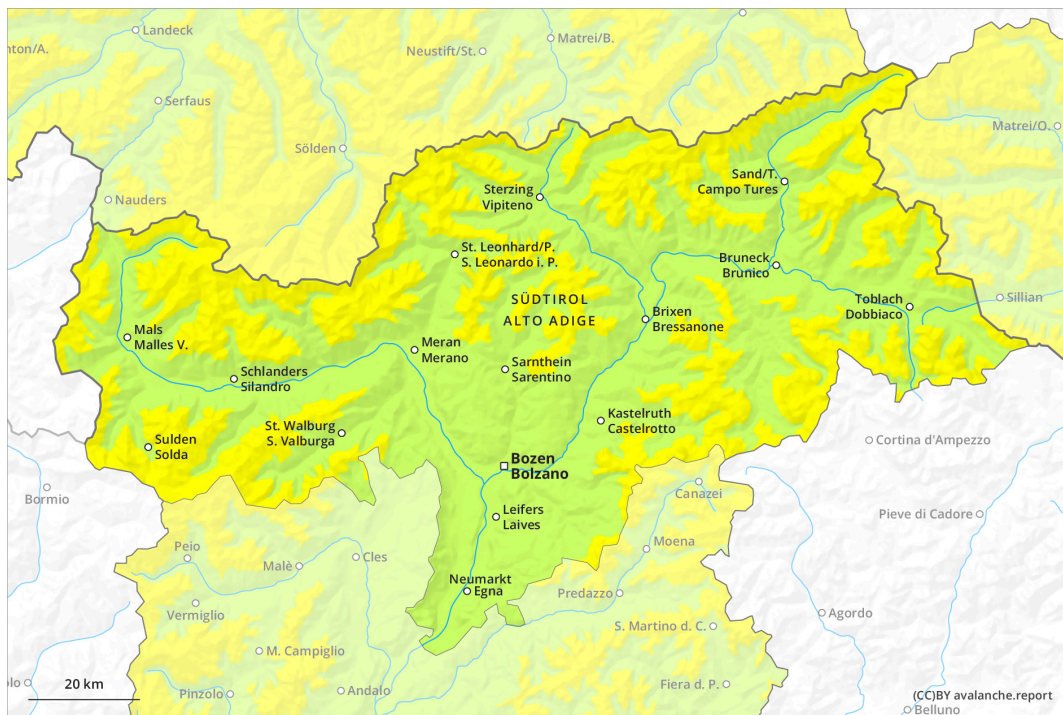 Landeck
Matrei/B.
nton/A.
Neustift/St.
Serfaus
Matrei/O.
Sölden
Sand/T.
Campo Tures
Sterzing
Vipiteno
Nauders
St. Leonhard/P.
S. Leonardo i. P.
Bruneck
Brunico
SÜDTIROL
ALTO ADIGE
Toblach
Dobbiaco
Sillian
Brixen
Bressanone
Mals
Malles V.
Meran
Merano
Sarnthein
Sarentino
Schlanders
Silandro
Kastelruth
Castelrotto
St. Walburg
S. Valburga
Sulden
Solda
Cortina d'Ampezzo
Bozen
Bolzano
Bormio
Canazei
Leifers
Laives
Pieve di Cadore
Peio
Cles
Moena
Malè
Neumarkt
Egna
Predazzo
Vermiglio
Agordo
S. Martino d. C.
M. Campiglio
20 km
olo
Pinzolo
Andalo
Fiera d. P.
(CC)BY avalanche.report
Belluno